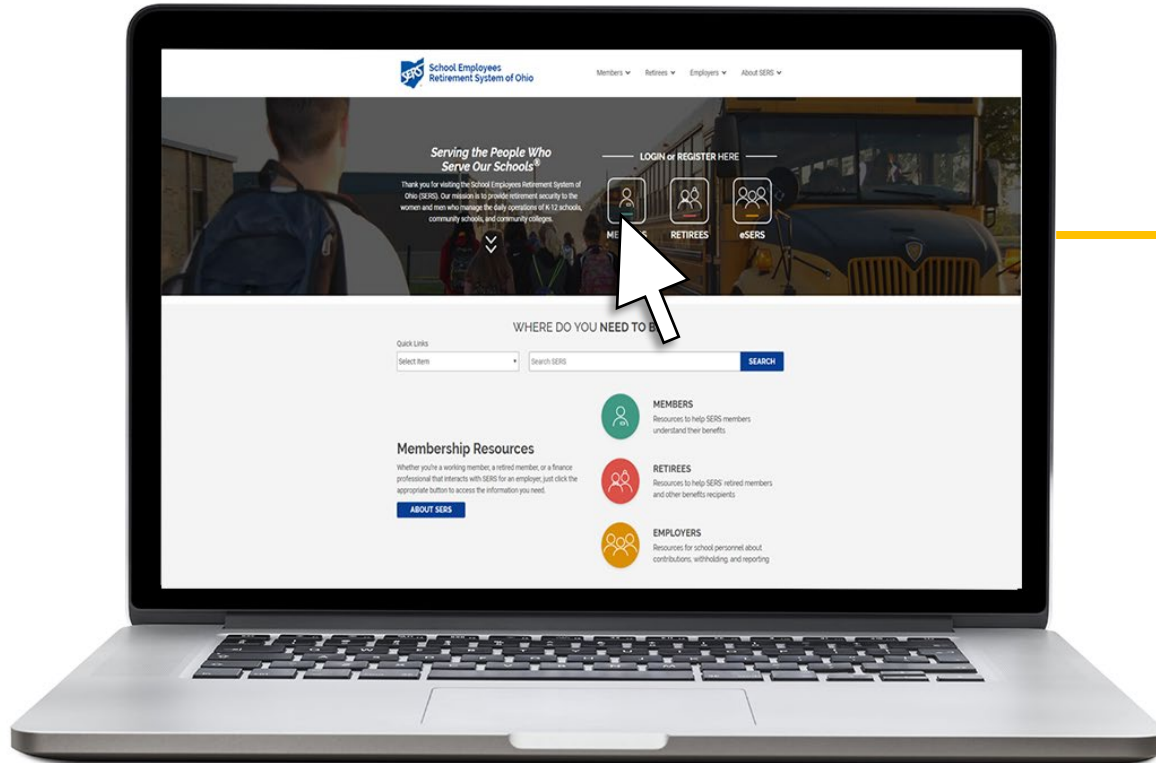 SERS
School Employees
Retirement System of Ohio
Members
Retirees
Employers
About SERS
Serving the People Who
Serve Our Schools®
Thank you for visiting the School Employees Retirement System of
Ohio (SERS). Our mission is to provide retirement security to the
women and men who manage the daily operations of K-12 schools,
community schools, and community colleges.
LOGIN or REGISTER HERE
RETIREES
eSERS
WHERE DO YOU NEED TO
Quick Links
Select Item
Search SERS
SEARCH
Membership Resources
Whether you're a working member, a retired member, or a finance
professional that interacts with SERS for an employer, just click the
appropriate button to access the information you need.
ABOUT SERS
MEMBERS
Resources to help SERS members
understand their benefits
RETIREES
Resources to help SERS' retired members
and other benefits recipients
EMPLOYERS
Resources for school personnel about
contributions, withholding, and reporting